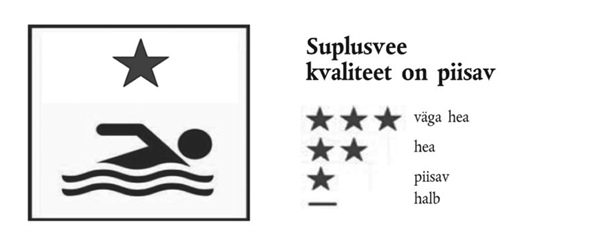 Suplusvee
kvaliteet on piisav
väga hea
hea
piisav
halb